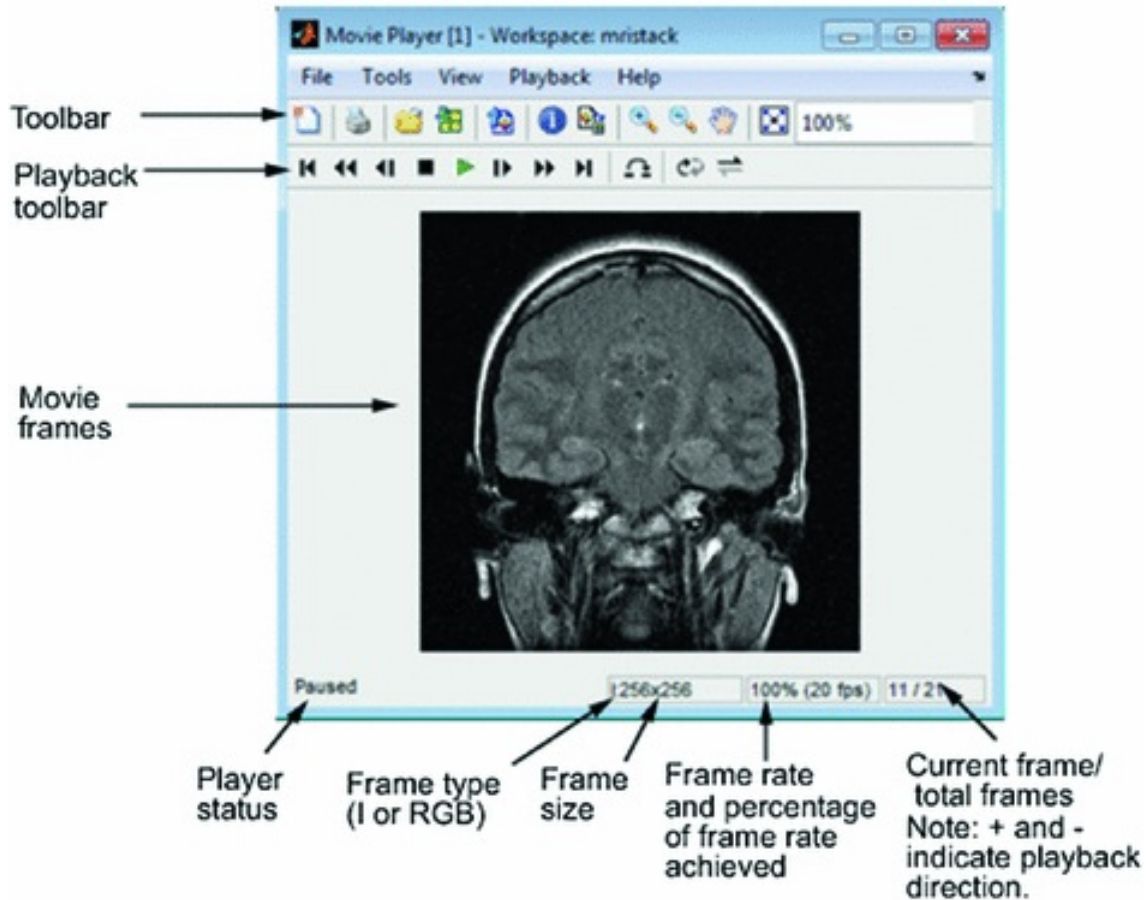 Movie Player [1] - Workspace: mristack
File Tools View Playback Help
Toolbar
100%
Playback
toolbar
Movie
frames
Paused
I:256x256
100% (20 fps)
11 / 21
Player
status
Frame type
(I or RGB)
Frame
size
Frame rate
and percentage
of frame rate
achieved
Current frame/
total frames
Note: + and -
indicate playback
direction.